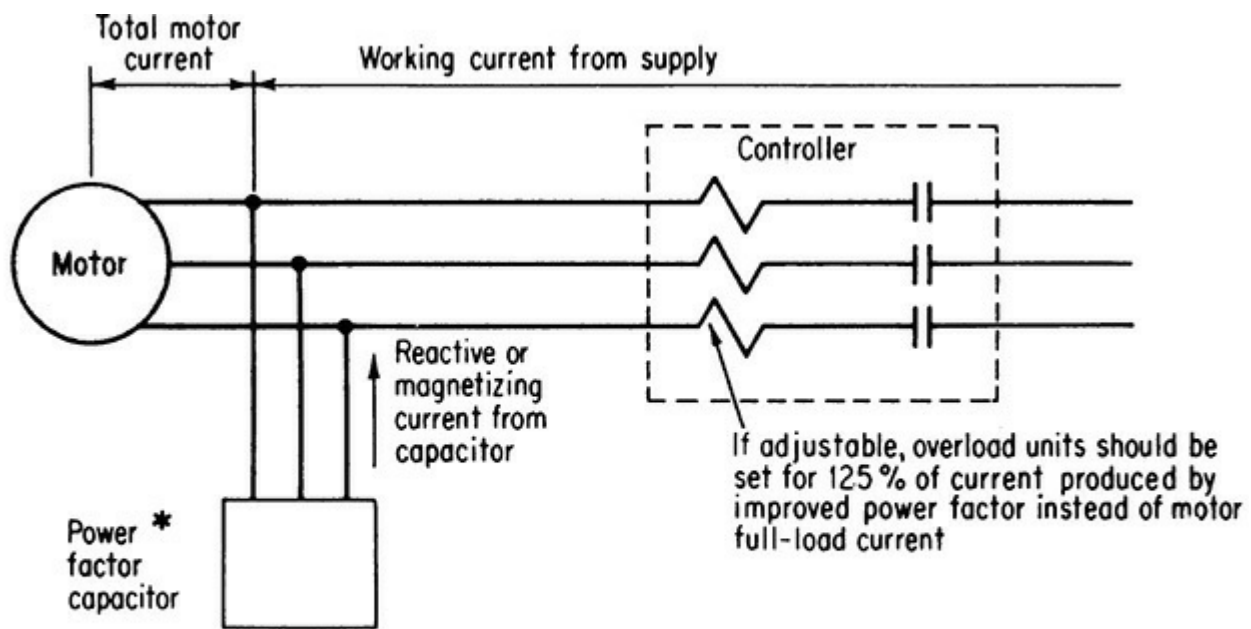 Total motor
current
Working current from supply
Controller
Motor
Reactive or
magnetizing
current from
capacitor
If adjustable, overload units should be
set for 125% of current produced by
improved power factor instead of motor
full-load current
Power *
factor
capacitor